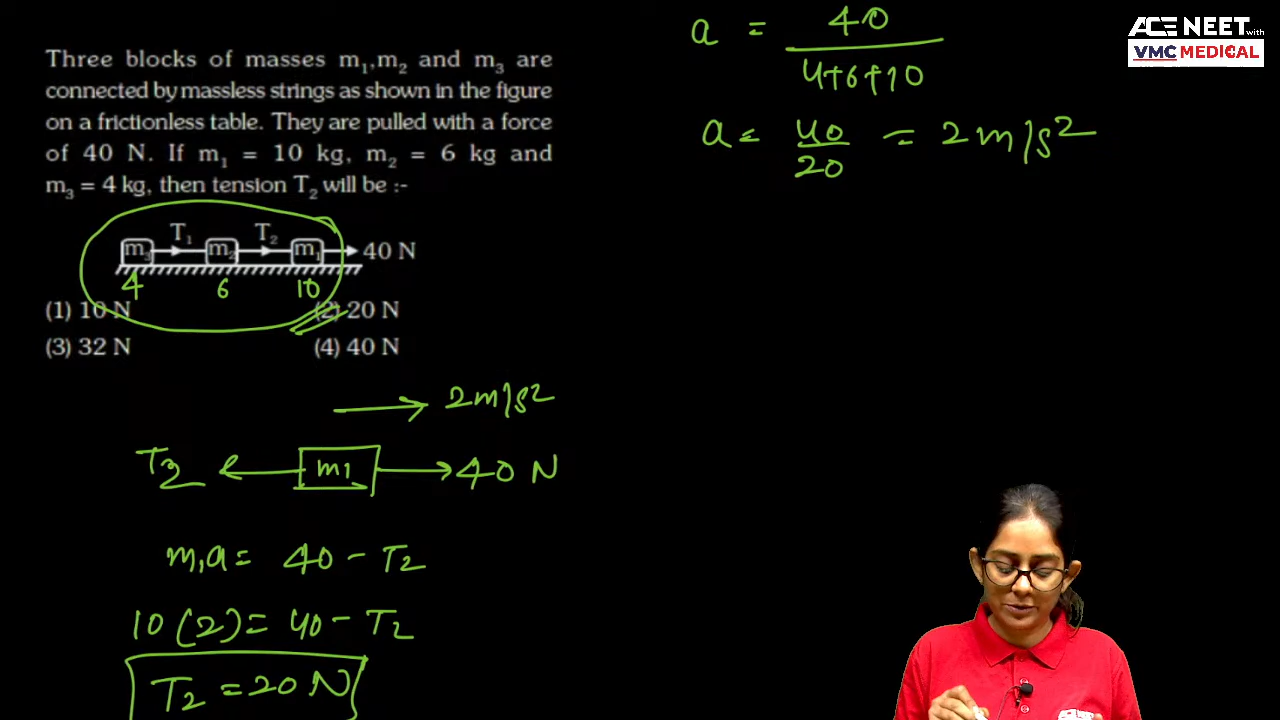 Three blocks of masses m₁,m₂ and m₃ are
connected by massless strings as shown in the figure
on a frictionless table. They are pulled with a force
of 40 N. If m₁ = 10 kg, m₂ = 6 kg and
m₃ = 4 kg, then tension T₂ will be :-
T₁ T₂
m₃ m₂ m₁ 40 N
4 6 10
(1) 10 N (2) 20 N
(3) 32 N (4) 40 N
2m/s²
T₂ m1 40 N
m₁a = 40 - T₂
10(2) = 40 - T₂
T₂ = 20 N
a = 40
4+6+10
a = 40 = 2m/s²
20
ACE NEET with
VMC MEDICAL